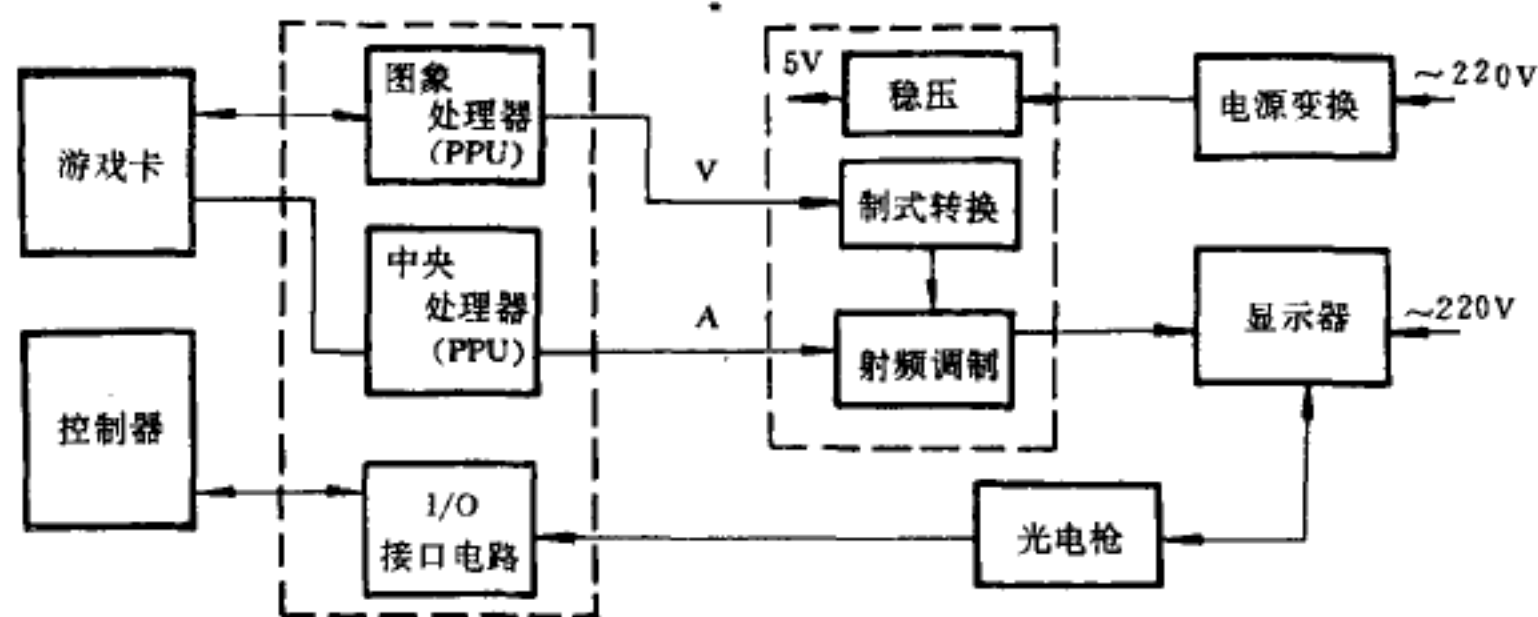 游戏卡
控制器
图象
处理器
(PPU)
中央
处理器
(PPU)
I/O
接口电路
V
A
5V
稳压
制式转换
射频调制
电源变换
~220V
显示器
~220V
光电枪